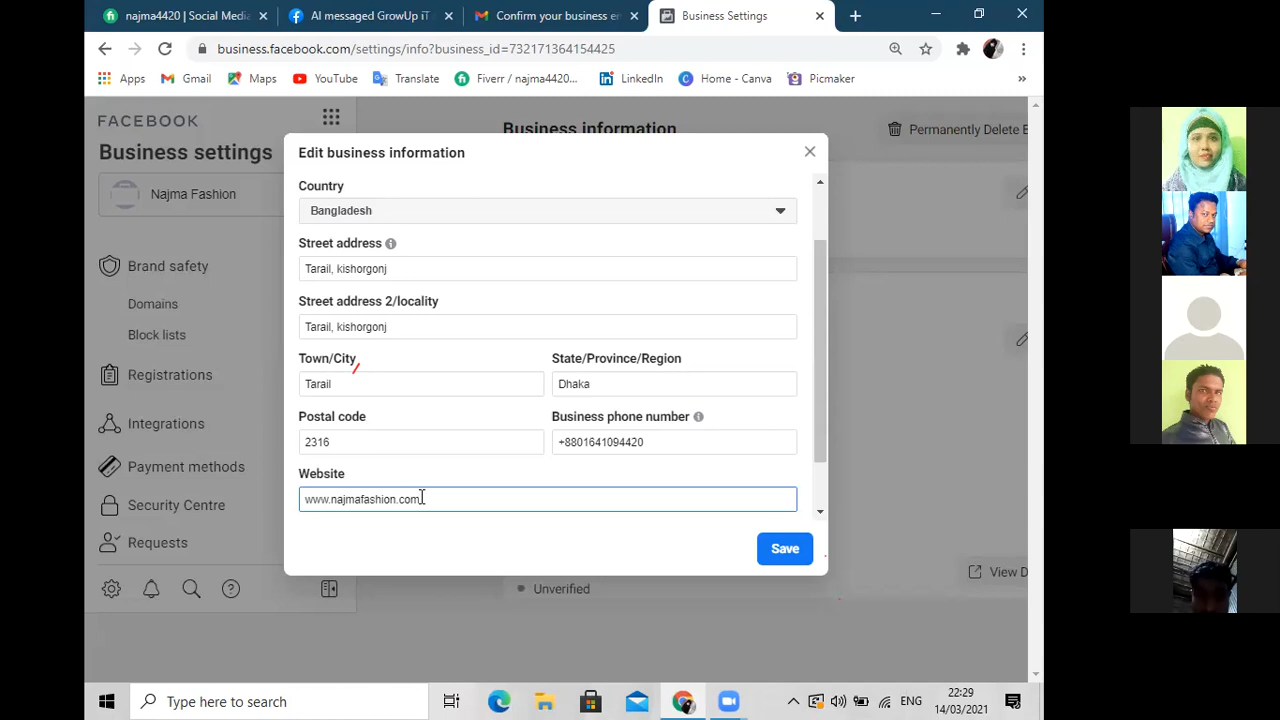 najma4420 | Social Media
AI messaged GrowUp iT
Confirm your business em
Business Settings
business.facebook.com/settings/info?business_id=732171364154425
Apps
Gmail
Maps
YouTube
Translate
Fiverr / najma4420...
LinkedIn
Home - Canva
Picmaker
»
FACEBOOK
Business settings
Najma Fashion
Brand safety
Domains
Block lists
Registrations
Integrations
Payment methods
Security Centre
Requests
Business information
Permanently Delete B
Edit business information
Country
Bangladesh
Street address
Tarail, kishorgonj
Street address 2/locality
Tarail, kishorgonj
Town/City
State/Province/Region
Tarail
Dhaka
Postal code
Business phone number
2316
+8801641094420
Website
www.najmafashion.com
Save
View D
Unverified
Type here to search
ENG
22:29
14/03/2021